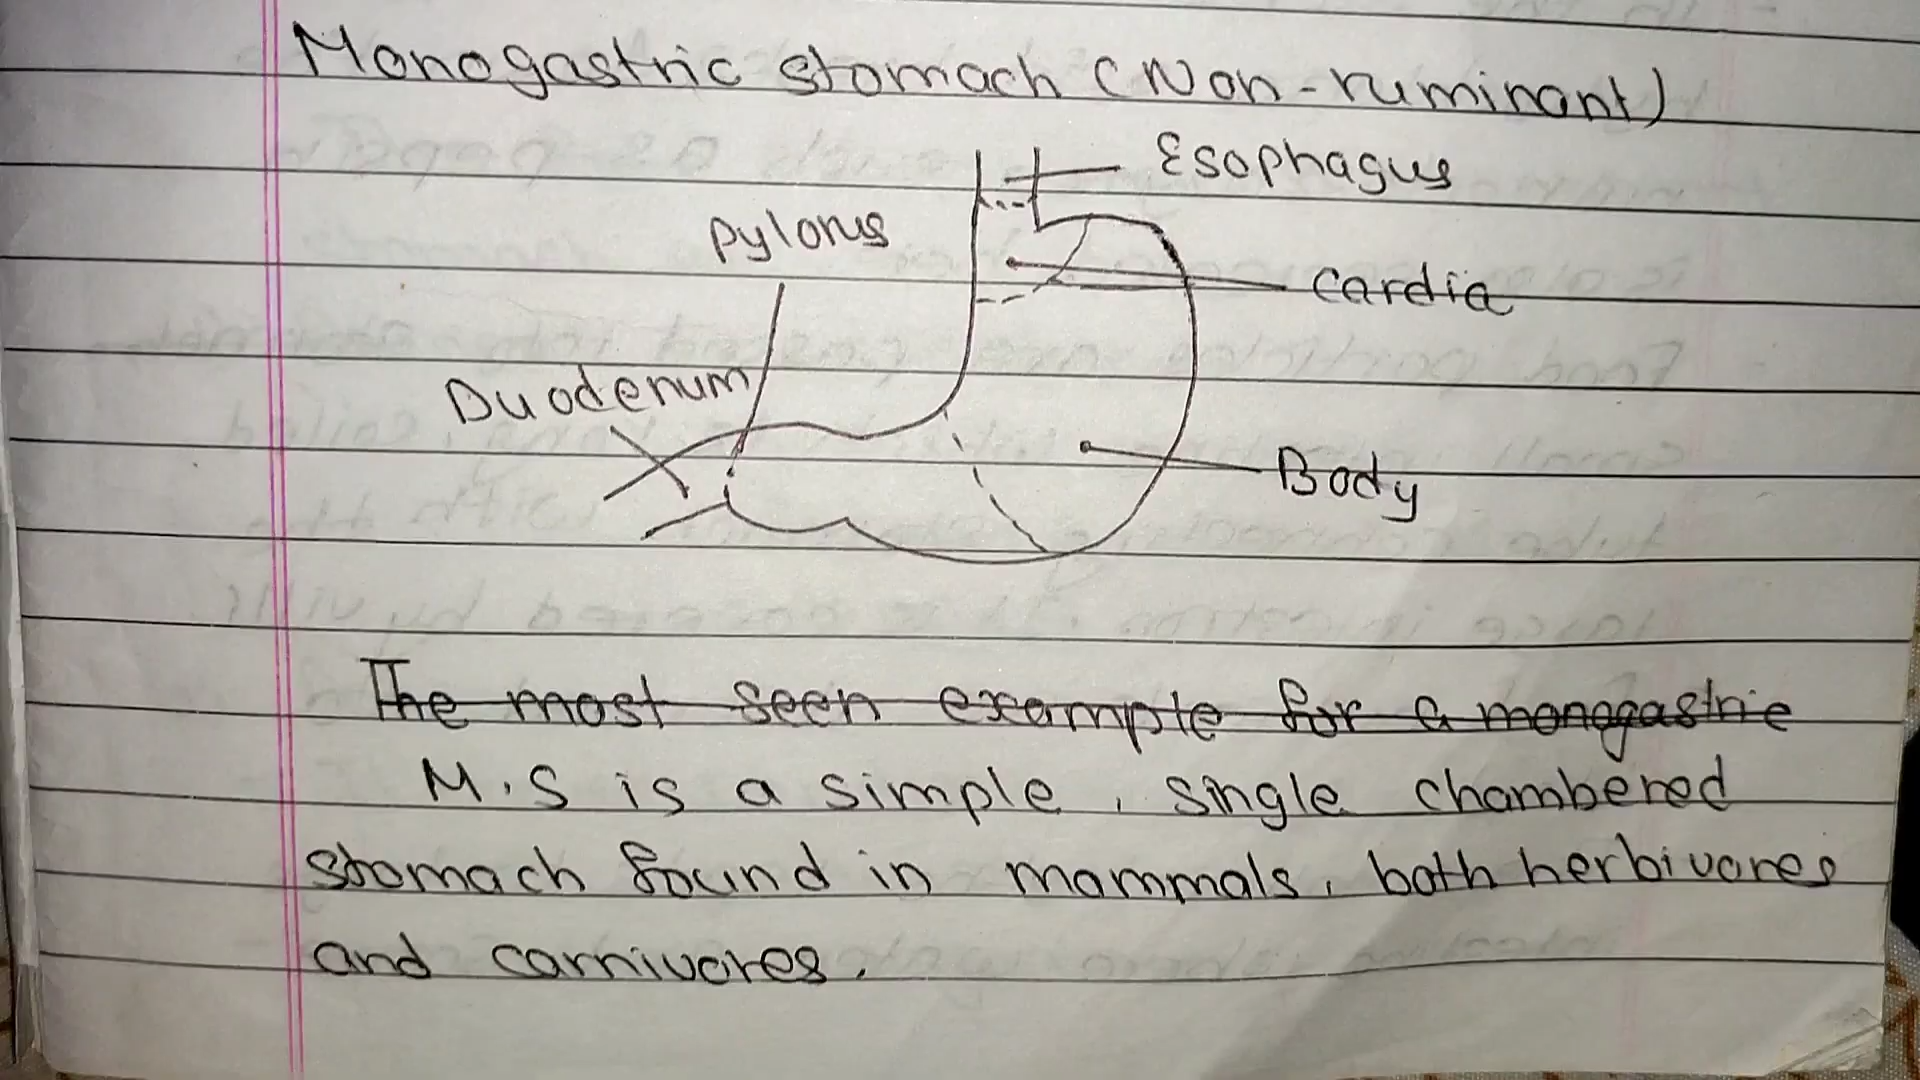 Monogastric stomach (Non-ruminant)
Esophagus
Pylorus
Cardia
Duodenum
Body
The most seen example for a monogastric
M.S is a simple, single chambered
stomach found in mammals, both herbivores
and carnivores.